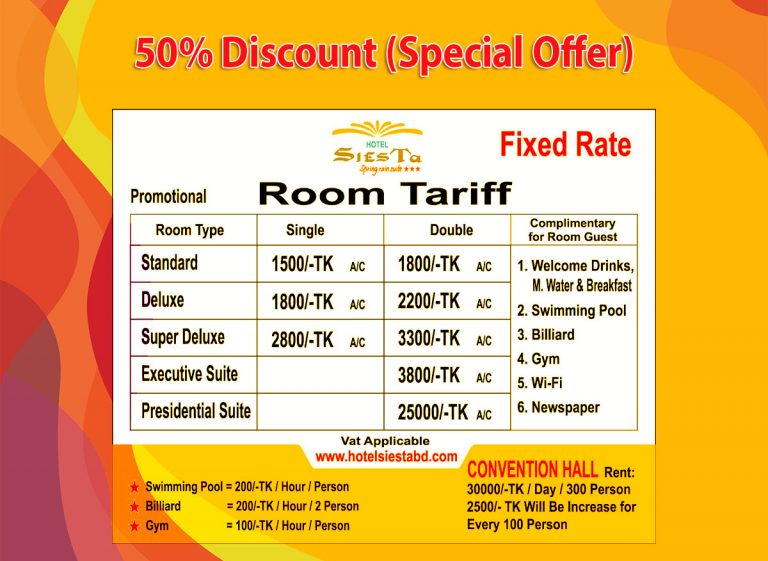 50% Discount (Special Offer)
HOTEL
SIESTa
Spring rain suite ★★★
Fixed Rate
Promotional Room Tariff
Room Type Single Double Complimentary for Room Guest
Standard 1500/-TK A/C 1800/-TK A/C
Deluxe 1800/-TK A/C 2200/-TK A/C
Super Deluxe 2800/-TK A/C 3300/-TK A/C
Executive Suite 3800/-TK A/C
Presidential Suite 25000/-TK A/C
1. Welcome Drinks,
M. Water & Breakfast
2. Swimming Pool
3. Billiard
4. Gym
5. Wi-Fi
6. Newspaper
Vat Applicable
www.hotelsiestabd.com
★ Swimming Pool = 200/-TK / Hour / Person
★ Billiard = 200/-TK / Hour / 2 Person
★ Gym = 100/-TK / Hour / Person
CONVENTION HALL Rent:
30000/-TK / Day / 300 Person
2500/- TK Will Be Increase for
Every 100 Person